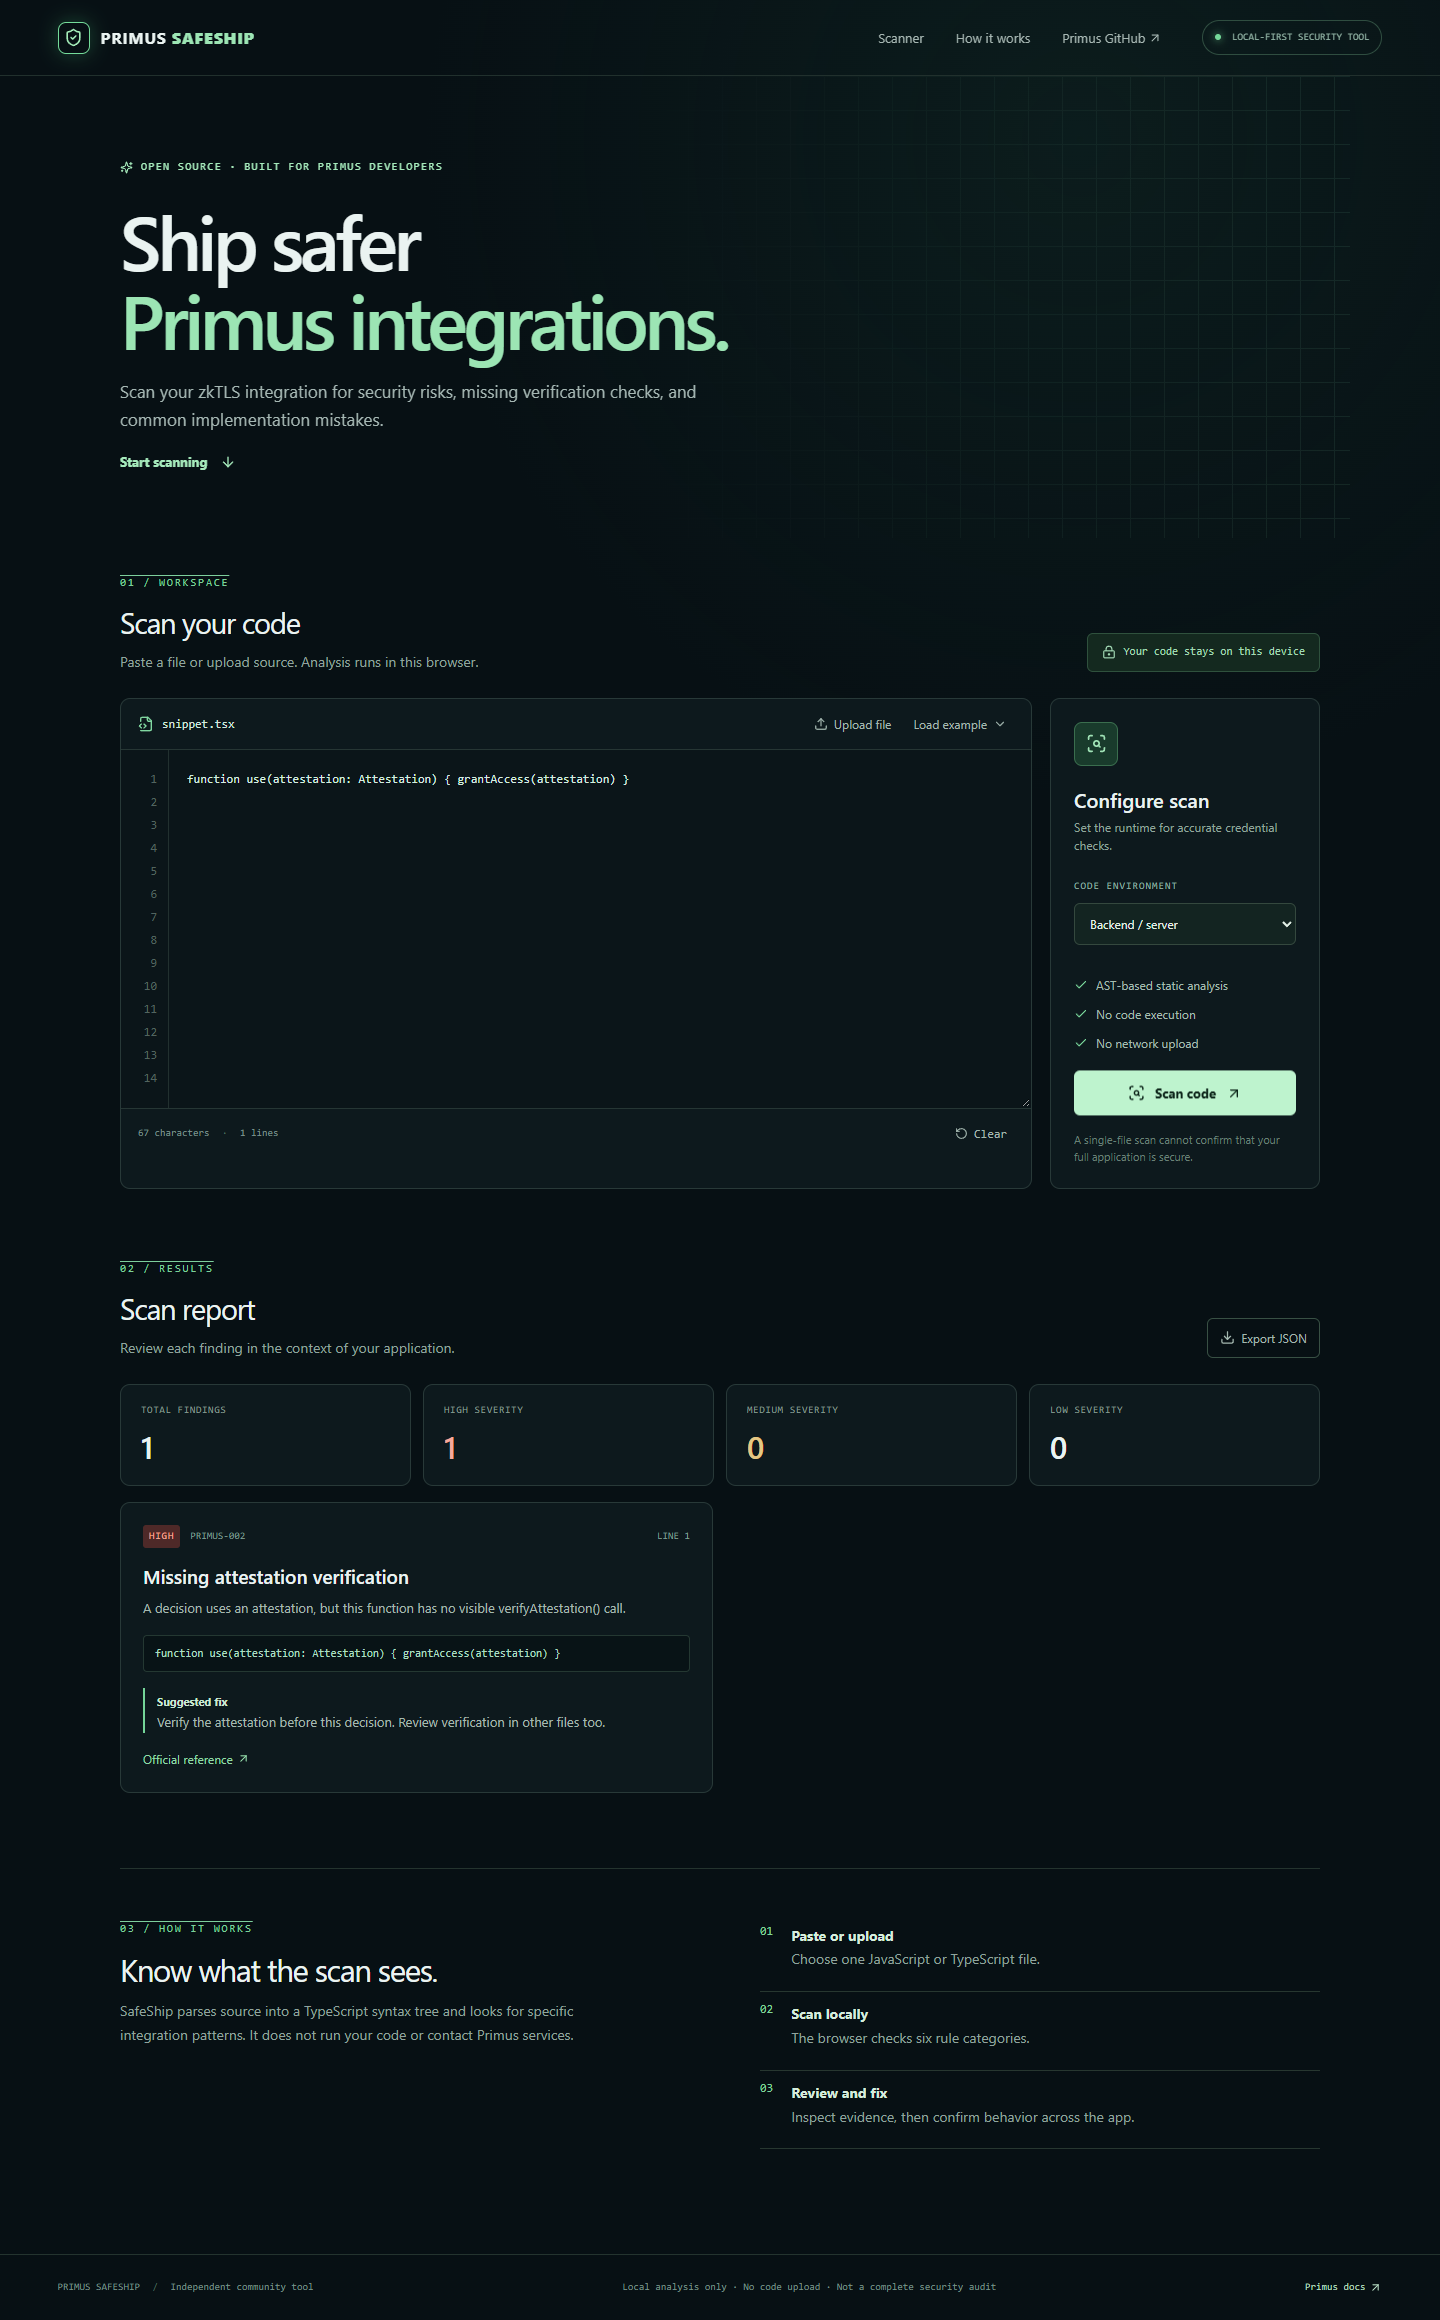 PRIMUS SAFESHIP
Scanner
How it works
Primus GitHub
LOCAL-FIRST SECURITY TOOL
OPEN SOURCE · BUILT FOR PRIMUS DEVELOPERS
Ship safer
Primus integrations.
Scan your zkTLS integration for security risks, missing verification checks, and
common implementation mistakes.
Start scanning
01 / WORKSPACE
Scan your code
Paste a file or upload source. Analysis runs in this browser.
Your code stays on this device
snippet.tsx
Upload file
Load example
1
2
3
4
5
6
7
8
9
10
11
12
13
14
function use(attestation: Attestation) { grantAccess(attestation) }
67 characters · 1 lines
Clear
Configure scan
Set the runtime for accurate credential
checks.
CODE ENVIRONMENT
Backend / server
AST-based static analysis
No code execution
No network upload
Scan code
A single-file scan cannot confirm that your
full application is secure.
02 / RESULTS
Scan report
Review each finding in the context of your application.
Export JSON
TOTAL FINDINGS
1
HIGH SEVERITY
1
MEDIUM SEVERITY
0
LOW SEVERITY
0
HIGH
PRIMUS-002
LINE 1
Missing attestation verification
A decision uses an attestation, but this function has no visible verifyAttestation() call.
function use(attestation: Attestation) { grantAccess(attestation) }
Suggested fix
Verify the attestation before this decision. Review verification in other files too.
Official reference
03 / HOW IT WORKS
Know what the scan sees.
SafeShip parses source into a TypeScript syntax tree and looks for specific
integration patterns. It does not run your code or contact Primus services.
01
Paste or upload
Choose one JavaScript or TypeScript file.
02
Scan locally
The browser checks six rule categories.
03
Review and fix
Inspect evidence, then confirm behavior across the app.
PRIMUS SAFESHIP / Independent community tool
Local analysis only · No code upload · Not a complete security audit
Primus docs